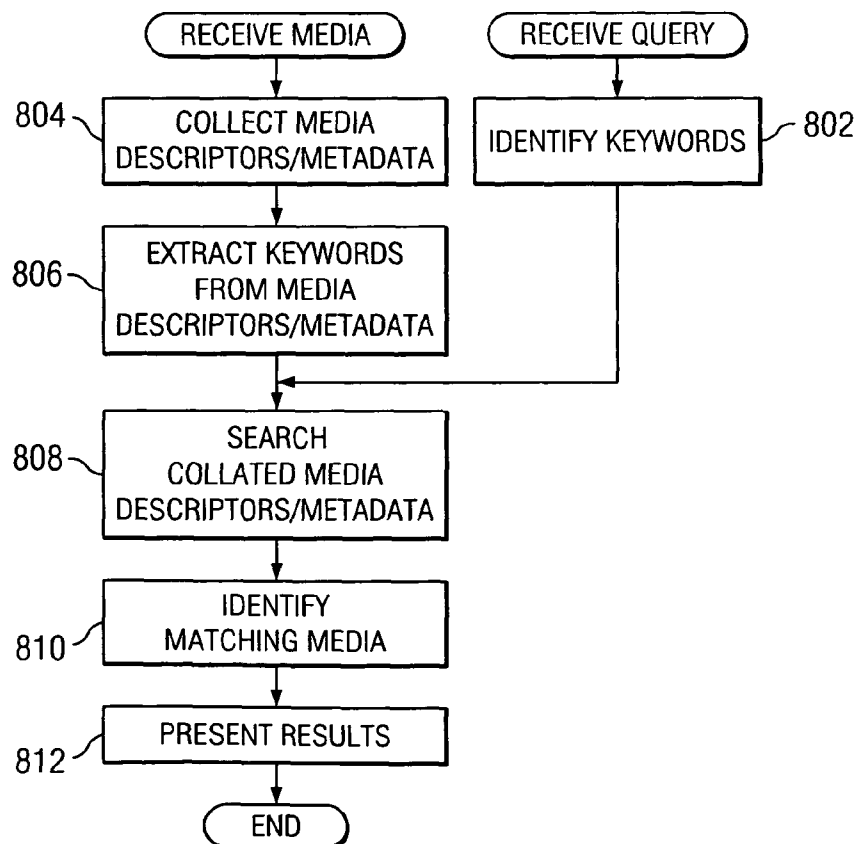 RECEIVE MEDIA
RECEIVE QUERY
804
COLLECT MEDIA
DESCRIPTORS/METADATA
IDENTIFY KEYWORDS
802
806
EXTRACT KEYWORDS
FROM MEDIA
DESCRIPTORS/METADATA
808
SEARCH
COLLATED MEDIA
DESCRIPTORS/METADATA
810
IDENTIFY
MATCHING MEDIA
812
PRESENT RESULTS
END